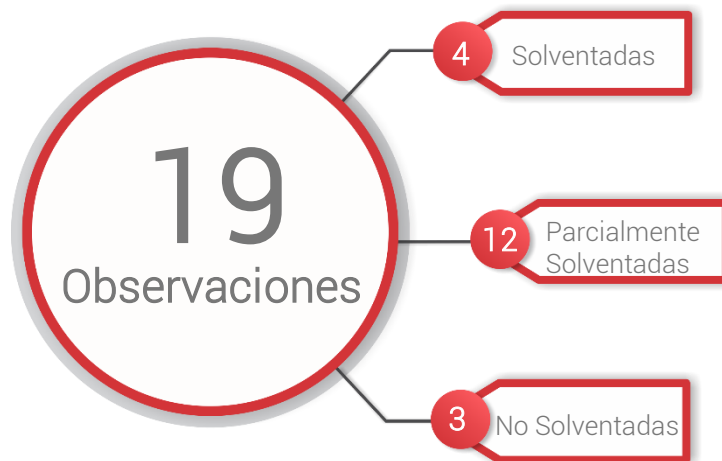 19
Observaciones
4
Solventadas
12
Parcialmente
Solventadas
3
No Solventadas